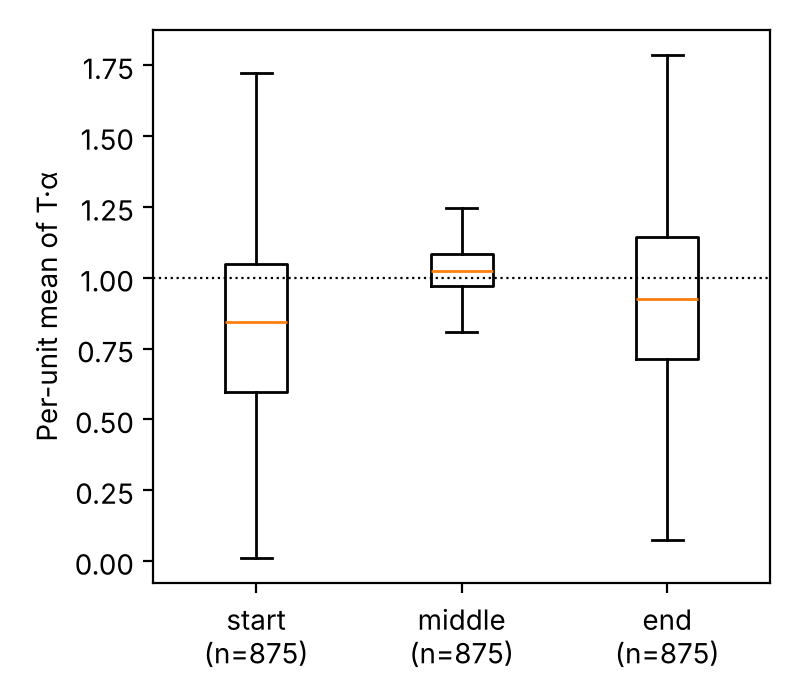 Per-unit mean of T·α
1.75
1.50
1.25
1.00
0.75
0.50
0.25
0.00
start
(n=875)
middle
(n=875)
end
(n=875)